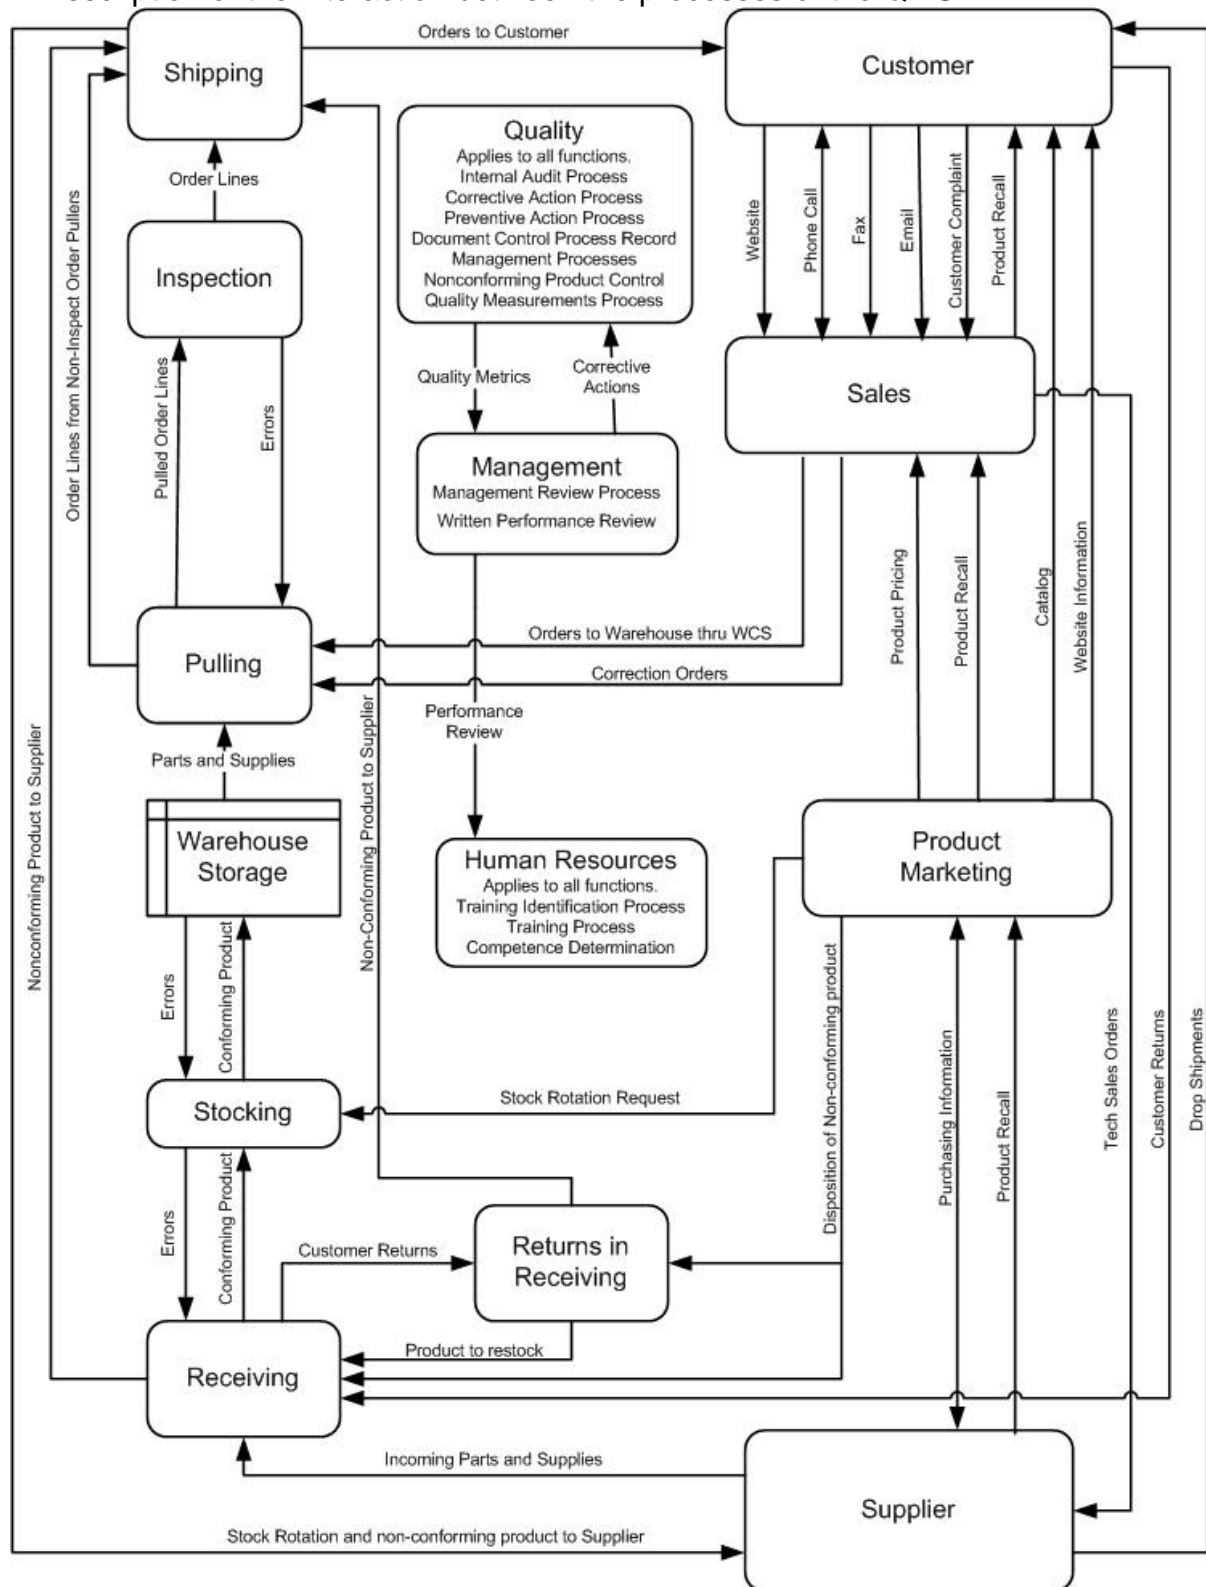 Orders to Customer
Shipping
Customer
Quality
Applies to all functions.
Internal Audit Process
Corrective Action Process
Preventive Action Process
Document Control Process Record
Management Processes
Nonconforming Product Control
Quality Measurements Process
Order Lines
Website
Phone Call
Fax
Email
Customer Complaint
Product Recall
Inspection
Order Lines from Non-Inspect Order Pullers
Pulled Order Lines
Errors
Quality Metrics
Corrective
Actions
Sales
Management
Management Review Process
Written Performance Review
Product Pricing
Product Recall
Catalog
Website Information
Orders to Warehouse thru WCS
Pulling
Correction Orders
Performance
Review
Nonconforming Product to Supplier
Non-Conforming Product to Supplier
Parts and Supplies
Warehouse
Storage
Product
Marketing
Human Resources
Applies to all functions.
Training Identification Process
Training Process
Competence Determination
Errors
Conforming Product
Disposition of Non-conforming product
Purchasing Information
Product Recall
Tech Sales Orders
Customer Returns
Drop Shipments
Stocking
Stock Rotation Request
Errors
Conforming Product
Customer Returns
Returns in
Receiving
Product to restock
Receiving
Incoming Parts and Supplies
Supplier
Stock Rotation and non-conforming product to Supplier